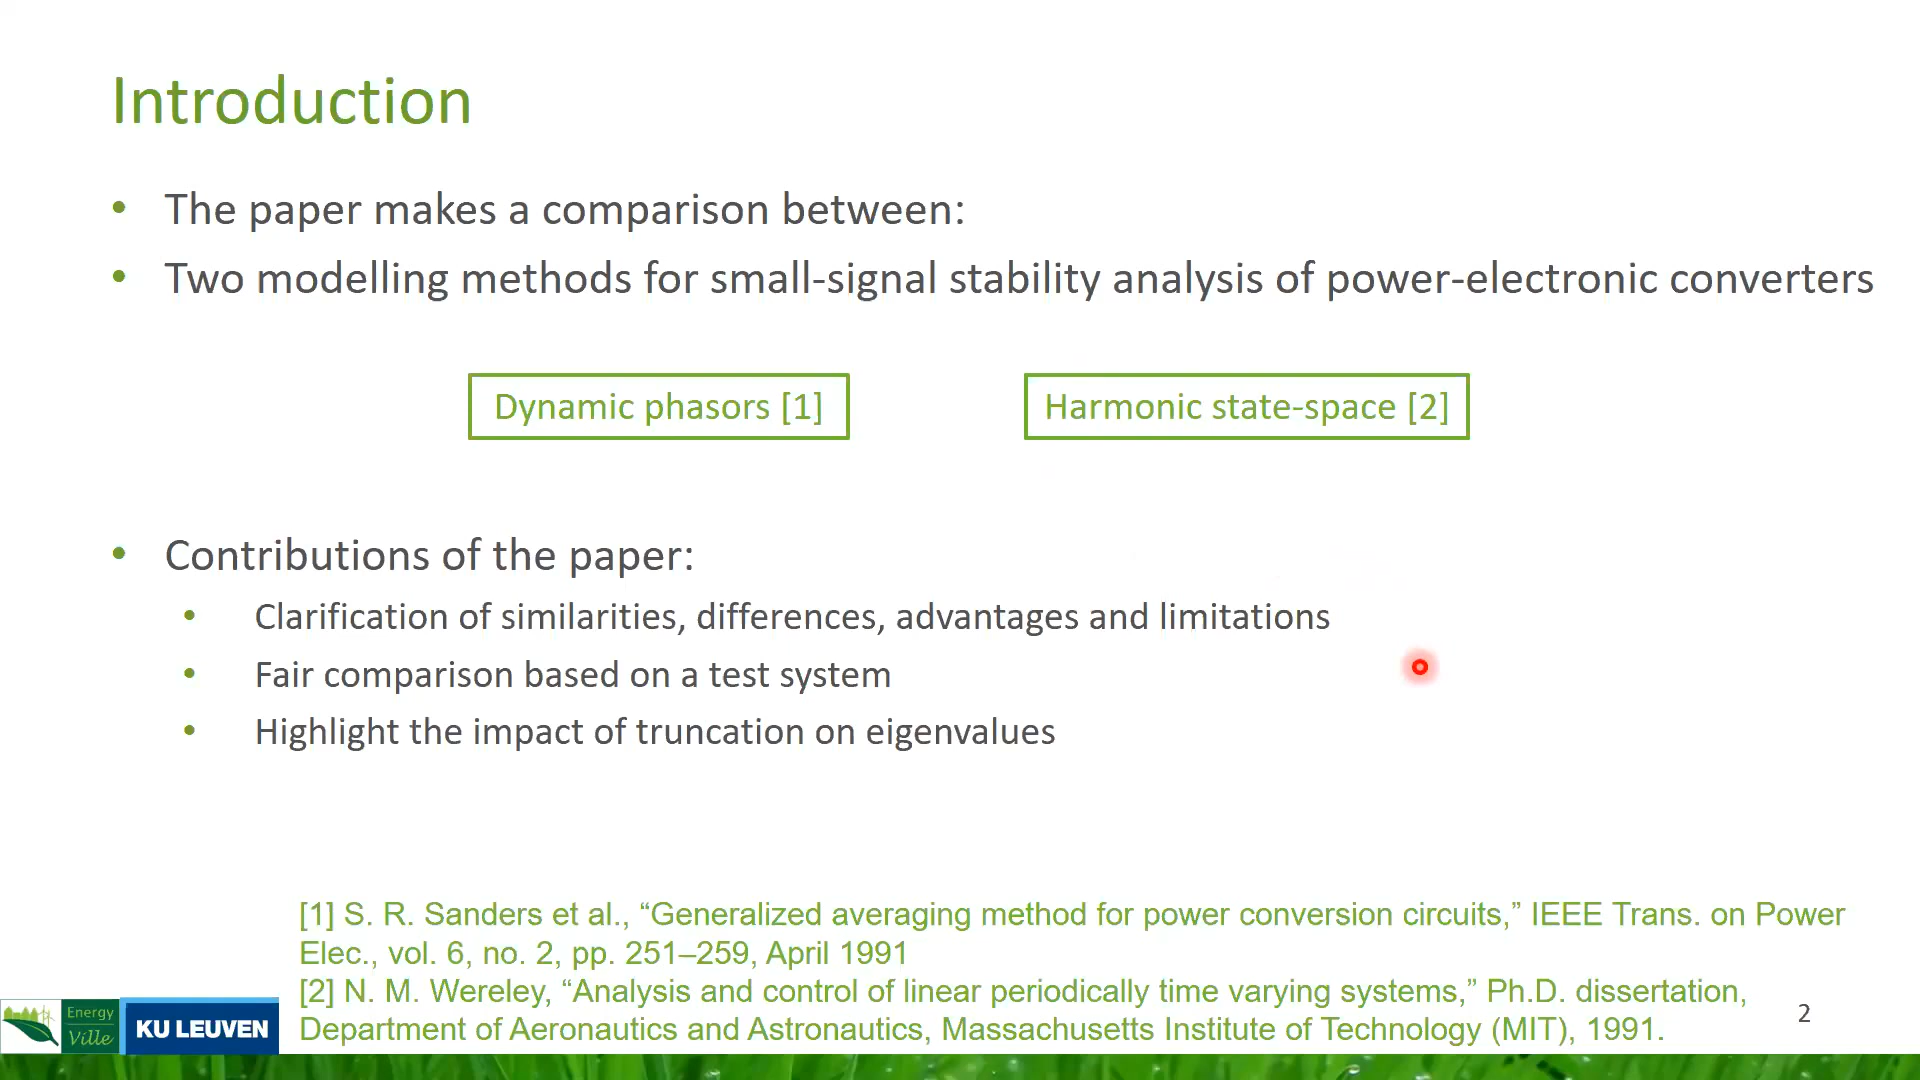 Introduction
• The paper makes a comparison between:
• Two modelling methods for small-signal stability analysis of power-electronic converters
Dynamic phasors [1]
Harmonic state-space [2]
• Contributions of the paper:
• Clarification of similarities, differences, advantages and limitations
• Fair comparison based on a test system
• Highlight the impact of truncation on eigenvalues
[1] S. R. Sanders et al., “Generalized averaging method for power conversion circuits,” IEEE Trans. on Power
Elec., vol. 6, no. 2, pp. 251–259, April 1991
[2] N. M. Wereley, “Analysis and control of linear periodically time varying systems,” Ph.D. dissertation,
Department of Aeronautics and Astronautics, Massachusetts Institute of Technology (MIT), 1991.
Energy
Ville
KU LEUVEN
2